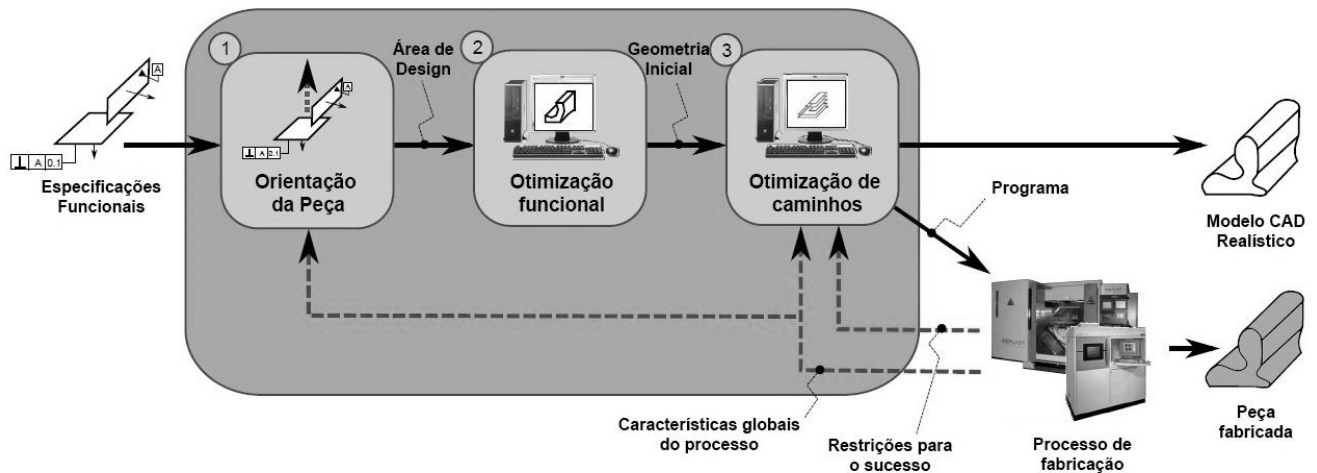 1
2
3
Área de
Design
Geometria
Inicial
A
A
⊥ A 0.1
⊥ A 0.1
Especificações
Funcionais
Orientação
da Peça
Otimização
funcional
Otimização de
caminhos
Programa
Modelo CAD
Realístico
Características globais
do processo
Restrições para
o sucesso
Processo de
fabricação
Peça
fabricada